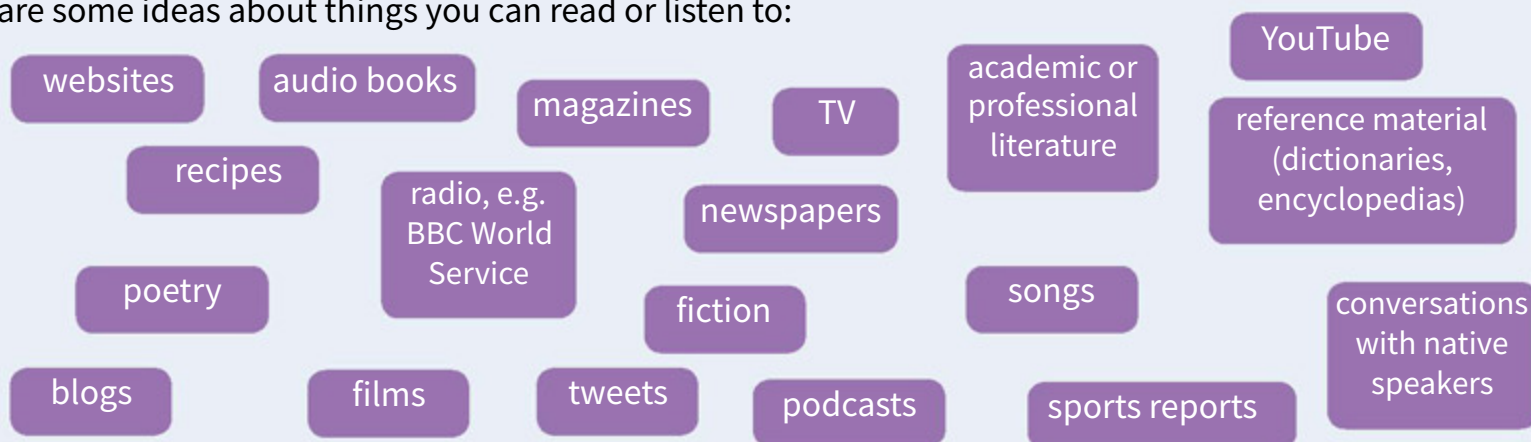 are some ideas about things you can read or listen to:
websites
audio books
magazines
TV
academic or
professional
literature
YouTube
reference material
(dictionaries,
encyclopedias)
recipes
radio, e.g.
BBC World
Service
newspapers
poetry
fiction
songs
conversations
with native
speakers
blogs
films
tweets
podcasts
sports reports